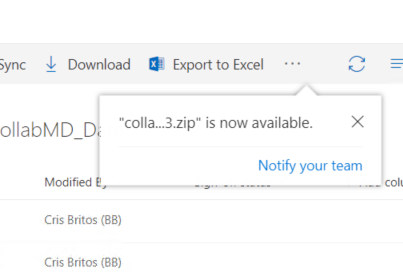 Sync Download Export to Excel ...
"colla...3.zip" is now available.
ollabMD_Da
Notify your team
Modified By
Cris Britos (BB)
Cris Britos (BB)